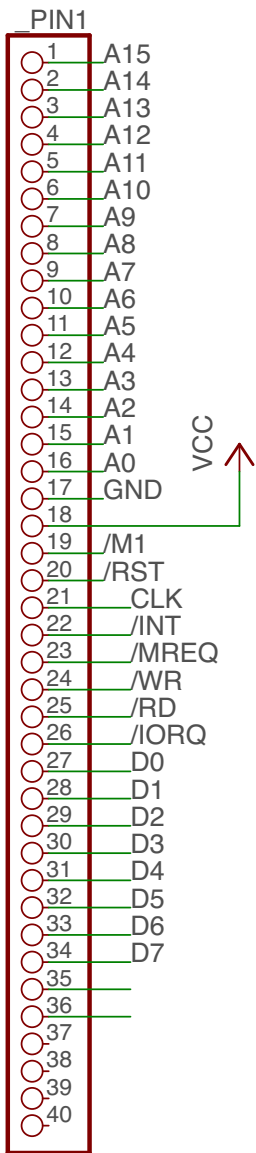 _PIN1
1 A15
2 A14
3 A13
4 A12
5 A11
6 A10
7 A9
8 A8
9 A7
10 A6
11 A5
12 A4
13 A3
14 A2
15 A1
16 A0
17 GND
18 VCC
19 /M1
20 /RST
21 CLK
22 /INT
23 /MREQ
24 /WR
25 /RD
26 /IORQ
27 D0
28 D1
29 D2
30 D3
31 D4
32 D5
33 D6
34 D7
35
36
37
38
39
40